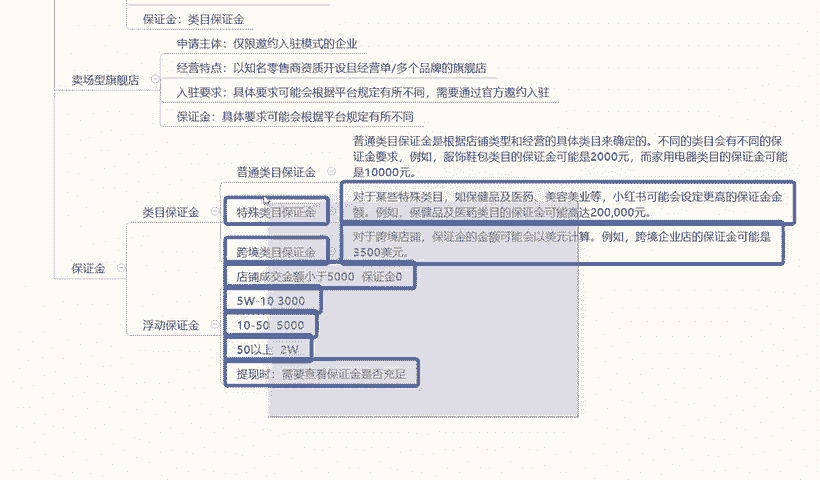 保证金：类目保证金
申请主体：仅限邀约入驻模式的企业
经营特点：以知名零售商资质开设且经营单/多个品牌的旗舰店
卖场型旗舰店
入驻要求：具体要求可能会根据平台规定有所不同，需要通过官方邀约入驻
保证金：具体要求可能会根据平台规定有所不同
普通类目保证金是根据店铺类型和经营的具体类目来确定的。不同的类目会有不同的保
证金要求，例如，服饰鞋包类目的保证金可能是2000元，而家用电器类目的保证金可能
是10000元。
普通类目保证金
对于某些特殊类目，如保健品及医药、美容美业等，小红书可能会设定更高的保证金金
额。例如，保健品及医药类目的保证金可能高达200,000元。
类目保证金
特殊类目保证金
对于跨境店铺，保证金的金额可能会以美元计算。例如，跨境企业店的保证金可能是
3500美元。
跨境类目保证金
保证金
店铺成交金额小于5000 保证金0
5W-10 3000
浮动保证金
10-50 5000
50以上 2W
提现时：需要查看保证金是否充足